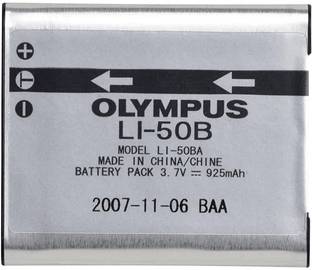 OLYMPUS
LI-50B
MODEL LI-50BA
MADE IN CHINA/CHINE
BATTERY PACK 3.7V⎓ 925mAh
2007-11-06 BAA